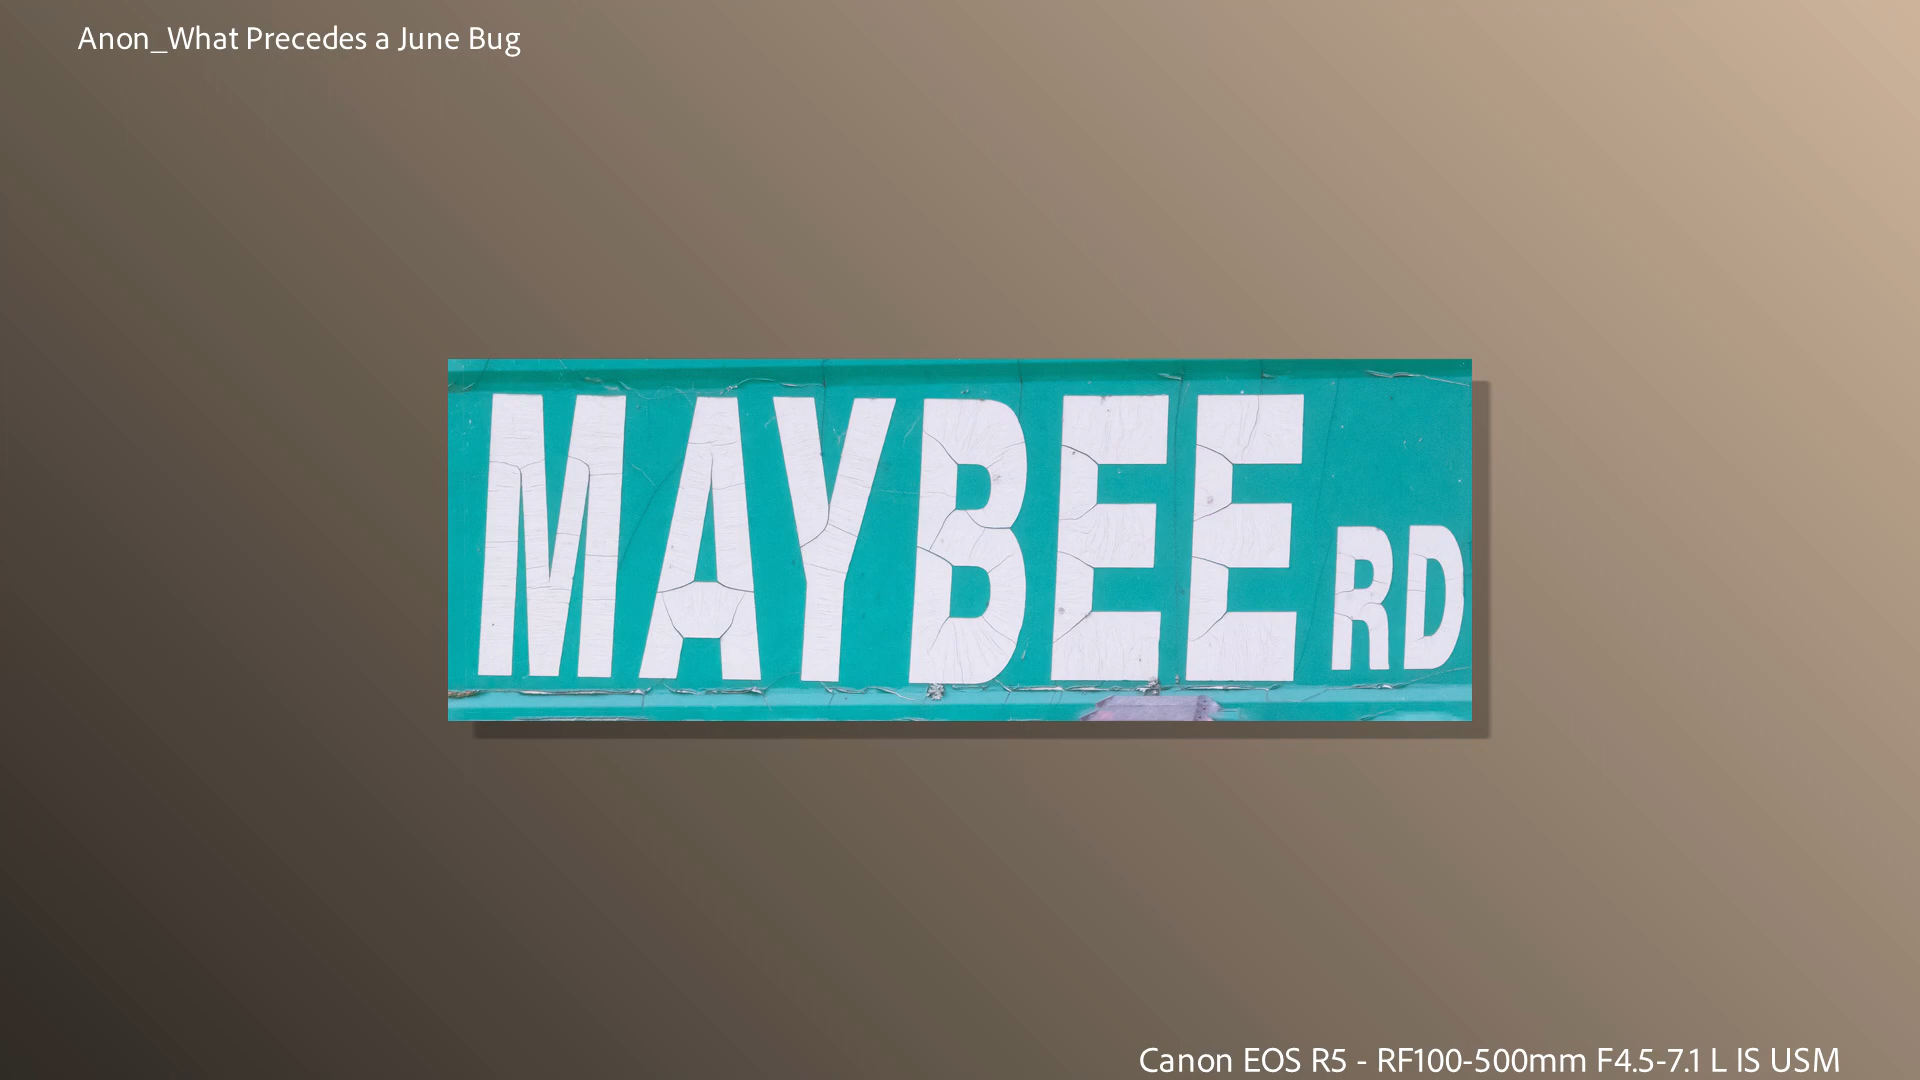 Anon_What Precedes a June Bug
MAYBEE RD
Canon EOS R5 - RF100-500mm F4.5-7.1 L IS USM